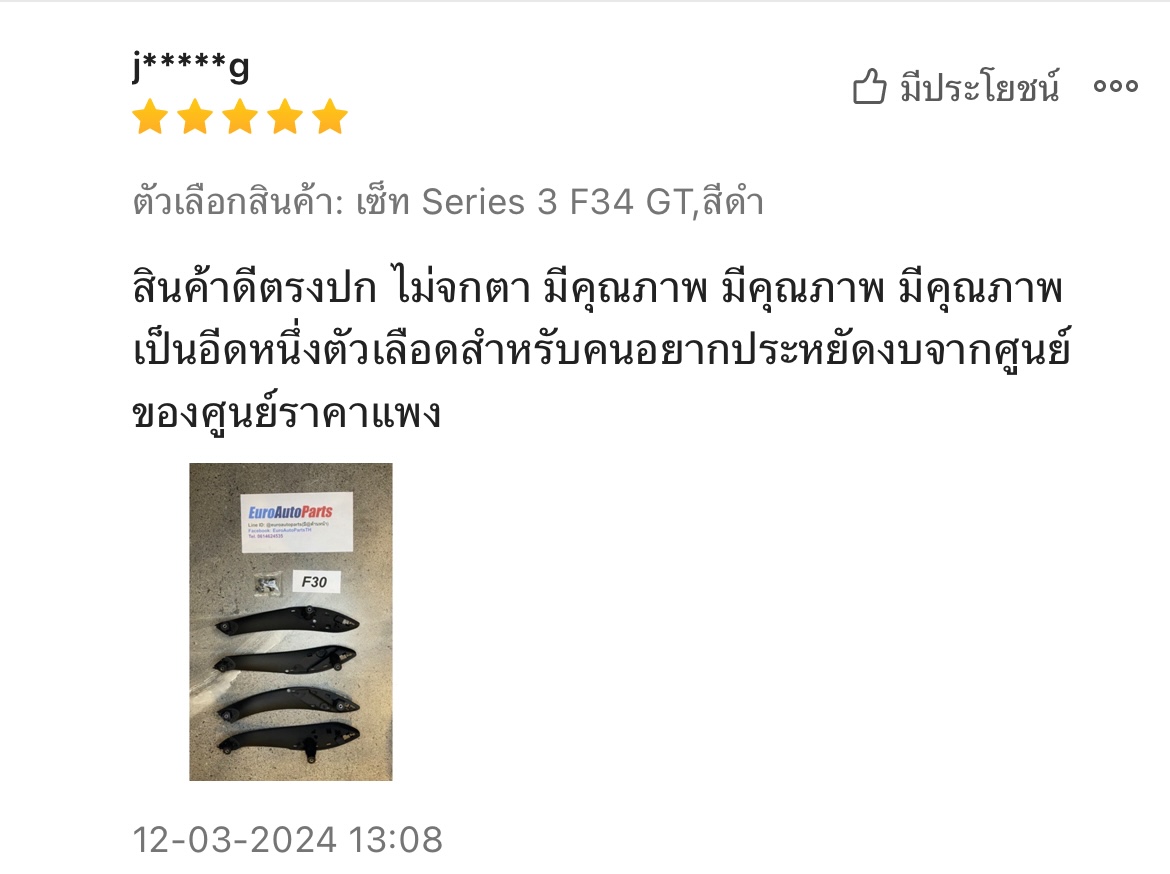 j*****g
มีประโยชน์
ตัวเลือกสินค้า: เซ็ท Series 3 F34 GT,สีดำ
สินค้าดีตรงปก ไม่จกตา มีคุณภาพ มีคุณภาพ มีคุณภาพ
เป็นอีดหนึ่งตัวเลือดสำหรับคนอยากประหยัดงบจากศูนย์
ของศูนย์ราคาแพง
EuroAutoParts
Facebook: EuroAutoPartsTH
F30
12-03-2024 13:08